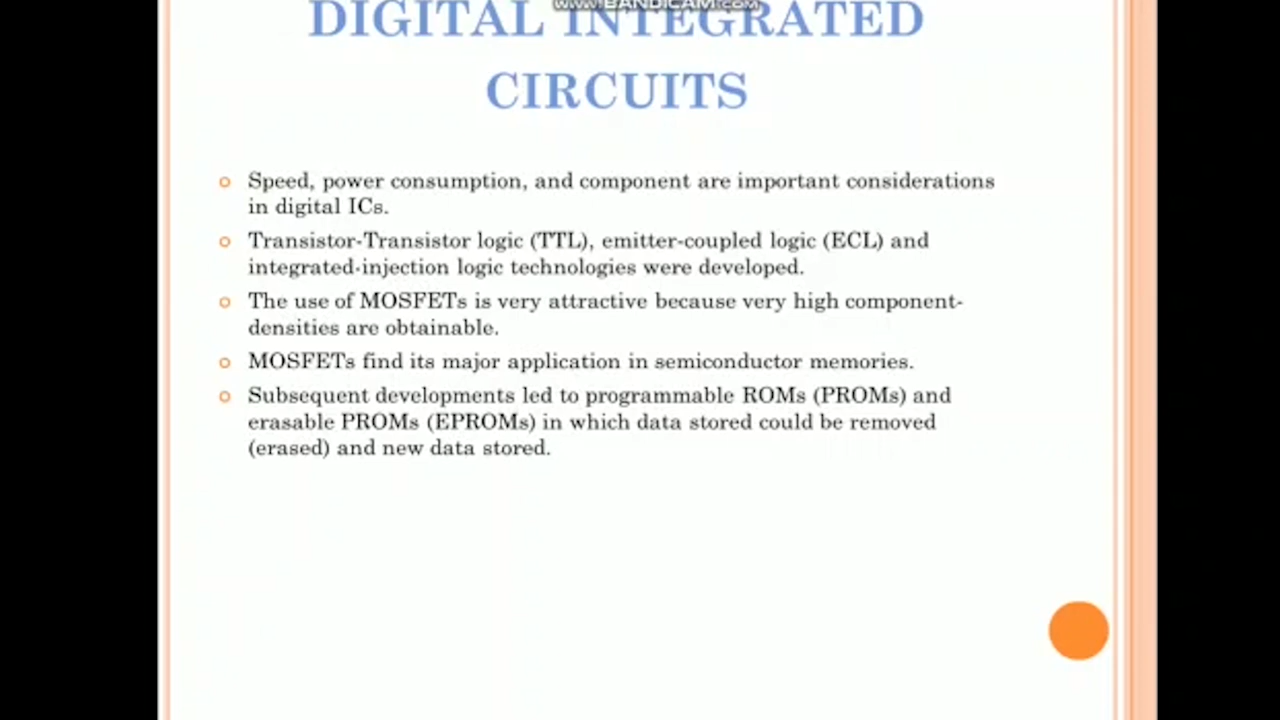 www.BANDICAM.com
DIGITAL INTEGRATED
CIRCUITS
Speed, power consumption, and component are important considerations
in digital ICs.
Transistor-Transistor logic (TTL), emitter-coupled logic (ECL) and
integrated-injection logic technologies were developed.
The use of MOSFETs is very attractive because very high component-
densities are obtainable.
MOSFETs find its major application in semiconductor memories.
Subsequent developments led to programmable ROMs (PROMs) and
erasable PROMs (EPROMs) in which data stored could be removed
(erased) and new data stored.